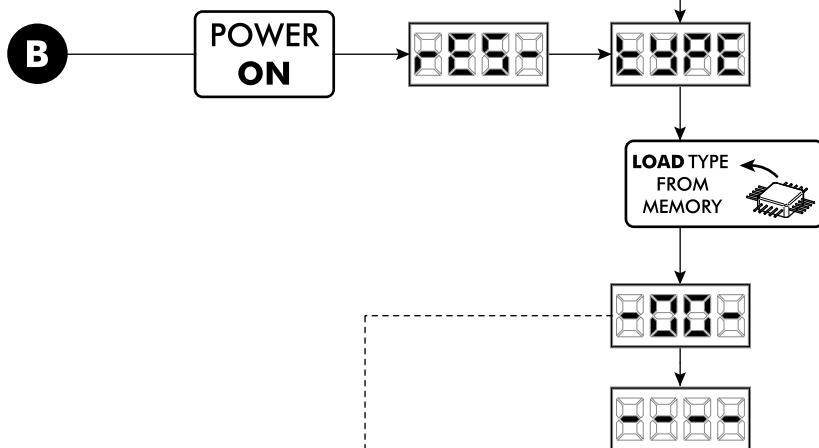 B
POWER
ON
rES-
tYPE
LOAD TYPE
FROM
MEMORY
-00-
----